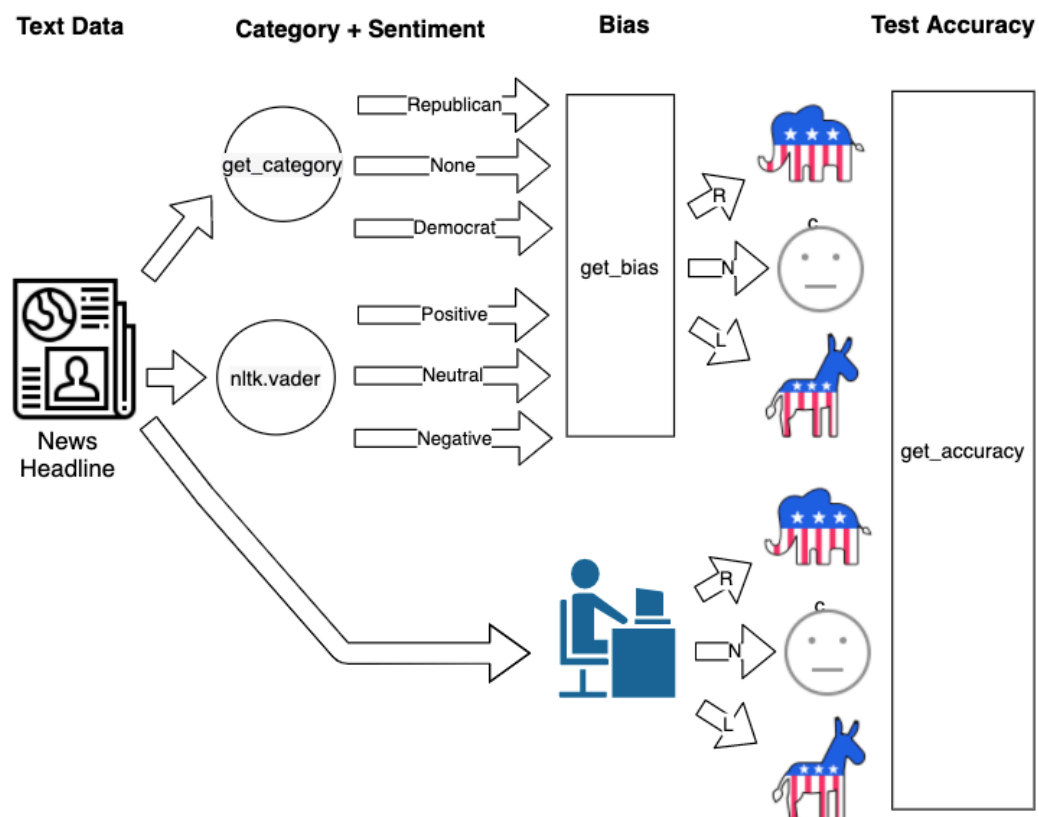 Text Data
Category + Sentiment
Bias
Test Accuracy
get_category
Republican
None
Democrat
nltk.vader
Positive
Neutral
Negative
News
Headline
get_bias
R
N
L
c
R
N
L
c
get_accuracy